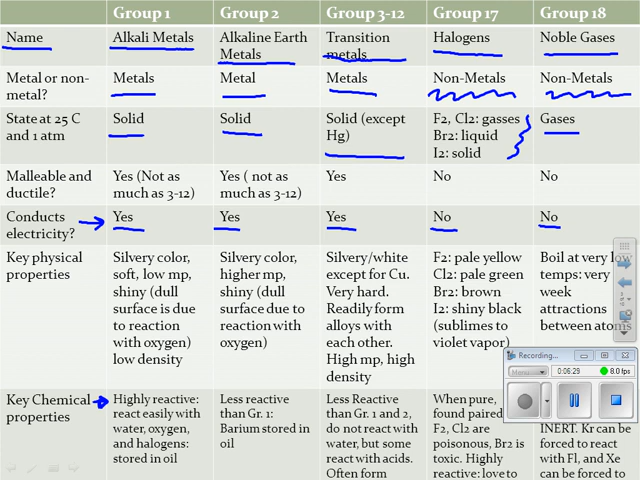 Group 1 Group 2 Group 3-12 Group 17 Group 18
Name Alkali Metals Alkaline Earth Metals Transition metals Halogens Noble Gases
Metal or non-metal? Metals Metal Metals Non-Metals Non-Metals
State at 25 C and 1 atm Solid Solid Solid (except Hg) F2, Cl2: gasses Br2: liquid I2: solid Gases
Malleable and ductile? Yes (Not as much as 3-12) Yes ( not as much as 3-12) Yes No No
Conducts electricity? Yes Yes Yes No No
Key physical properties
Silvery color,
soft, low mp,
shiny (dull
surface is due
to reaction
with oxygen)
low density
Silvery color,
higher mp,
shiny (dull
surface due to
reaction with
oxygen)
Silvery/white
except for Cu.
Very hard.
Readily form
alloys with
each other.
High mp, high
density
F2: pale yellow
Cl2: pale green
Br2: brown
I2: shiny black
(sublimes to
violet vapor)
Boil at very low
temps: very
week
attractions
between atoms
Key Chemical
properties
Highly reactive:
react easily with
water, oxygen,
and halogens:
stored in oil
Less reactive
than Gr. 1:
Barium stored in
oil
Less Reactive
than Gr. 1 and 2,
do not react with
water, but some
react with acids.
Often form
When pure,
found paired
F2, Cl2 are
poisonous, Br2 is
toxic. Highly
reactive: love to
INERT. Kr can be
forced to react
with Fl, and Xe
can be forced to
Recording...
Menu 0:06:29 8.0 fps